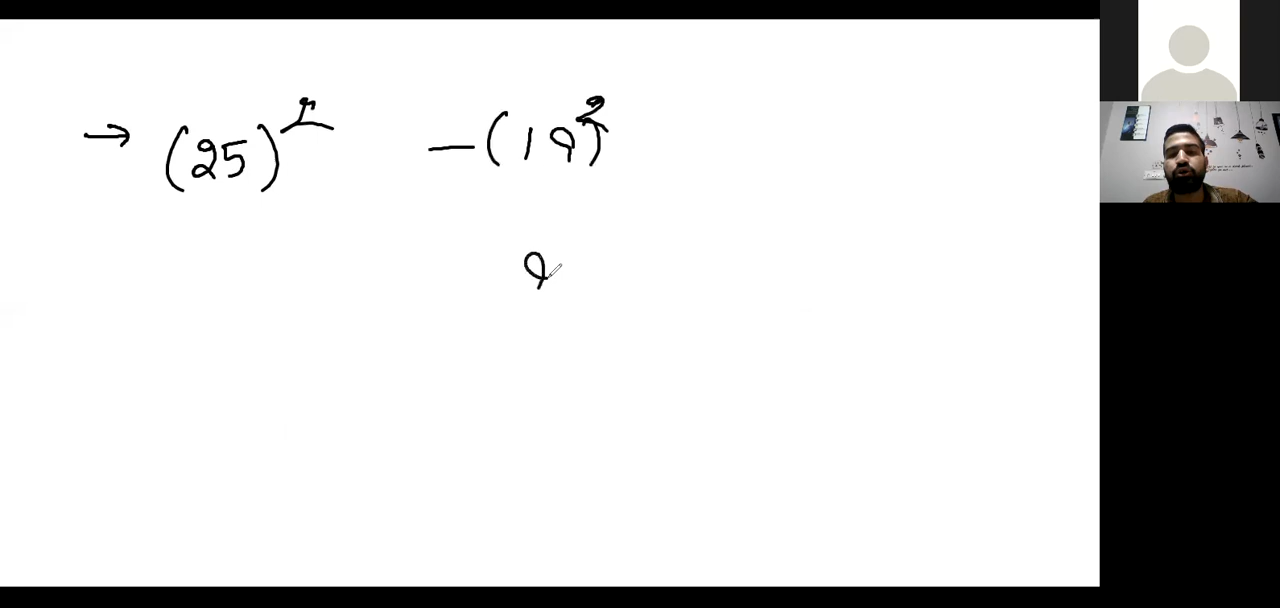 → (25)² - (19)²
9